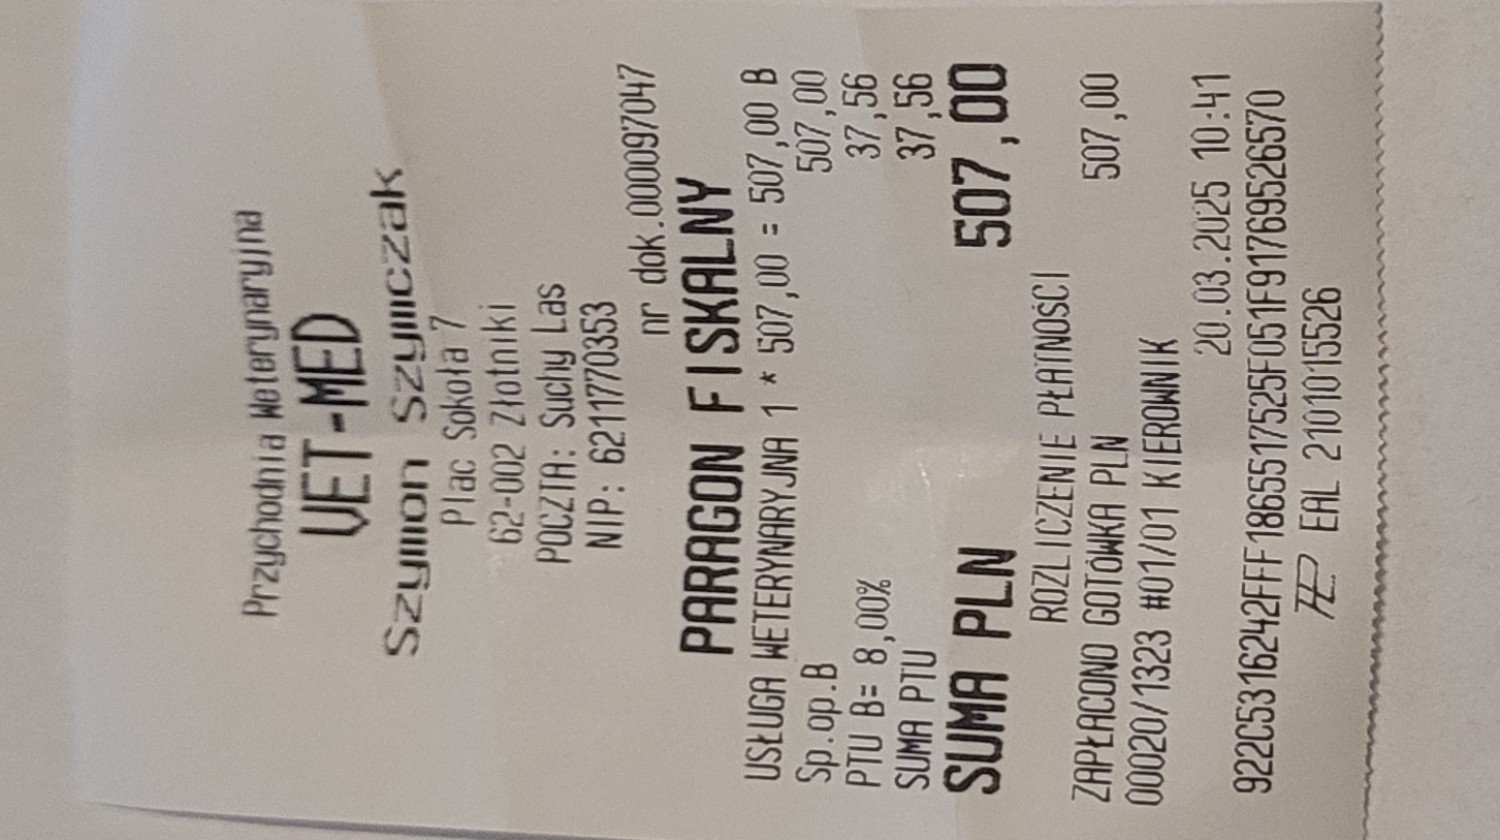 Przychodnia Weterynaryjna
VET-MED
Szymon Szymczak
Plac Sokoła 7
62-002 Złotniki
POCZTA: Suchy Las
NIP: 6211770353
nr dok.000097047
PARAGON FISKALNY
USŁUGA WETERYNARYJNA 1 * 507,00 = 507,00 B
Sp.op.B 507,00
PTU B= 8,00% 37,56
SUMA PTU 37,56
SUMA PLN 507,00
ROZLICZENIE PŁATNOŚCI
ZAPŁACONO GOTÓWKA PLN 507,00
00020/1323 #01/01 KIEROWNIK
20.03.2025 10:41
922C5316242FFF1865517525F051F91769526570
EAL 2101015526